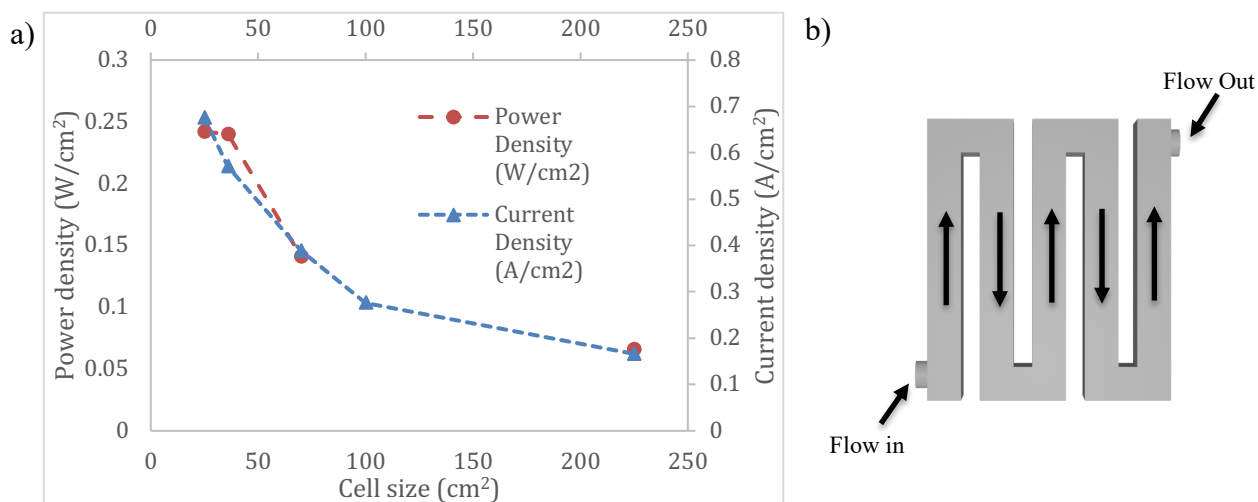 a)
0 50 100 150 200 250
0.3
0.25
0.2
0.15
0.1
0.05
0
Power density (W/cm²)
Power
Density
(W/cm2)
Current
Density
(A/cm2)
0.8
0.7
0.6
0.5
0.4
0.3
0.2
0.1
0
Current density (A/cm²)
0 50 100 150 200 250
Cell size (cm²)
b)
Flow Out
Flow in